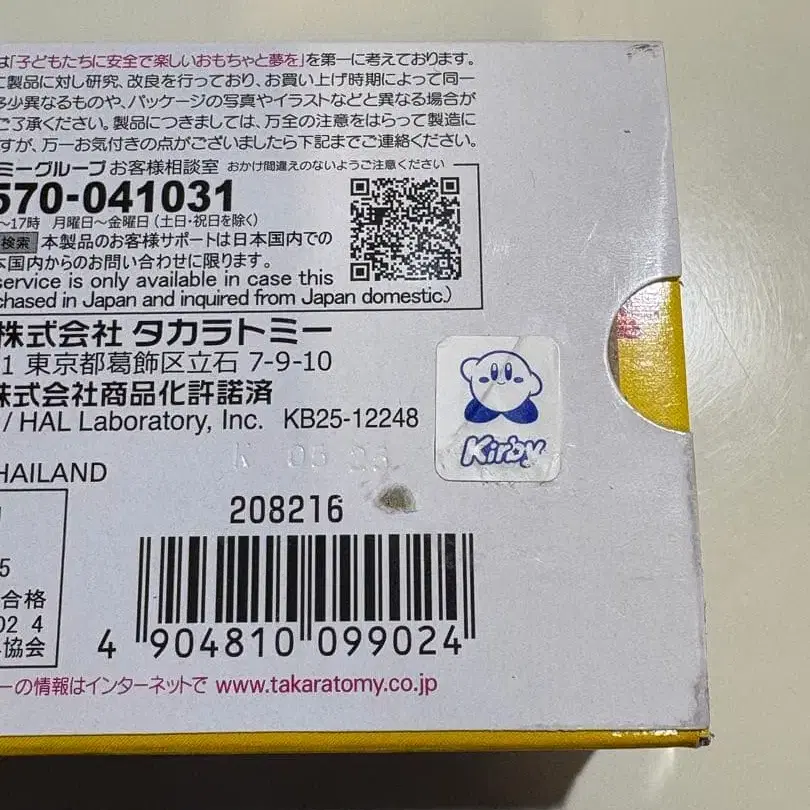 は「子どもたちに安全で楽しいおもちゃと夢を」を第一に考えております。
に製品に対し研究、改良を行っており、お買い上げ時期によって同一
多少異なるものや、パッケージの写真やイラストなどと異なる場合が
ご了承ください。製品につきましては、万全の注意をはらって製造に
すが、万一お気付きの点がございましたら下記までご連絡ください。
ミーグループ お客様相談室 おかけ間違えのないようご注意ください
570-041031
～17時 月曜日～金曜日(土日・祝日を除く)
検索 本製品のお客様サポートは日本国内での
本国内からのお問い合わせに限ります。
service is only available in case this
chased in Japan and inquired from Japan domestic.)
株式会社 タカラトミー
1 東京都葛飾区立石 7-9-10
株式会社商品化許諾済
/ HAL Laboratory, Inc. KB25-12248
Kirby
K 05 25
HAILAND
208216
5
合格
02 4
協会
4 904810 099024
ーの情報はインターネットで www.takaratomy.co.jp